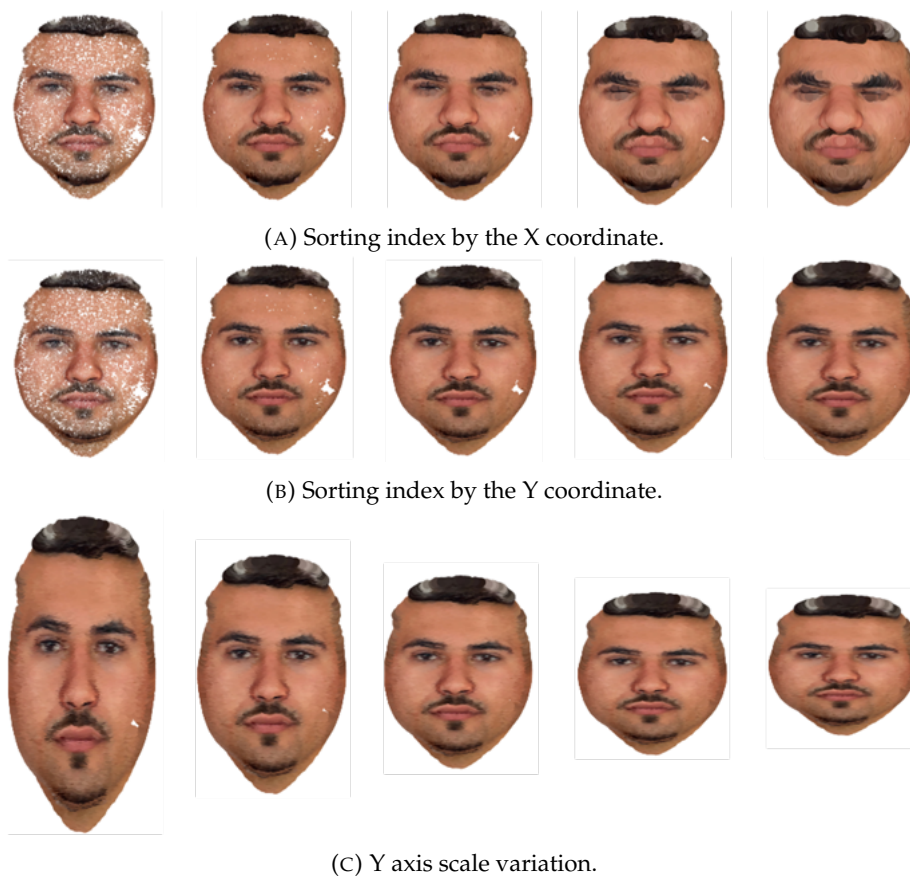 (A) Sorting index by the X coordinate.
(B) Sorting index by the Y coordinate.
(C) Y axis scale variation.